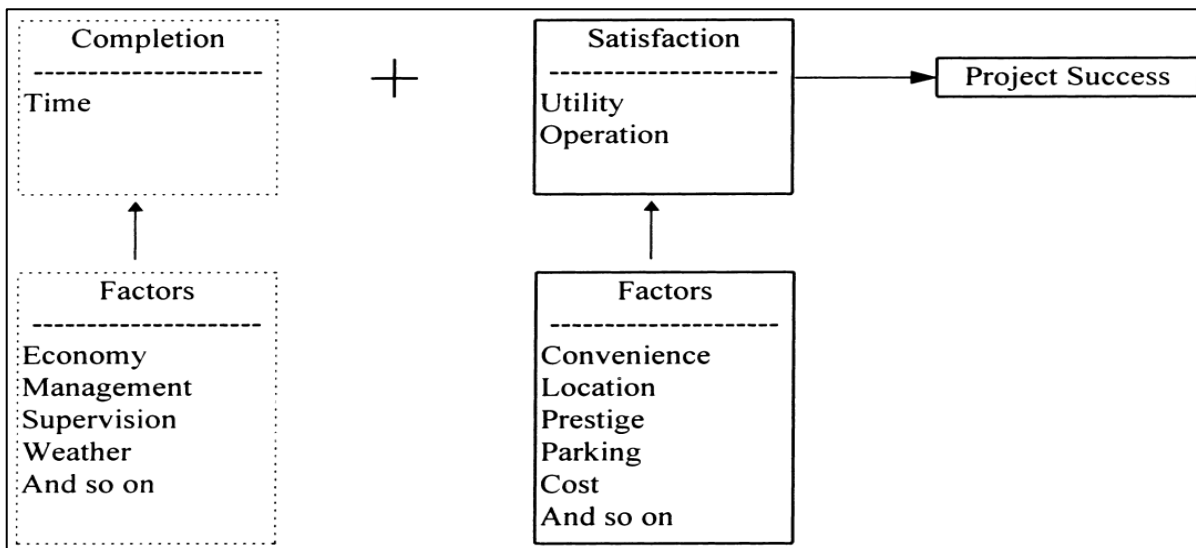 Completion
Time
+
Satisfaction
Utility
Operation
Project Success
Factors
Economy
Management
Supervision
Weather
And so on
Factors
Convenience
Location
Prestige
Parking
Cost
And so on